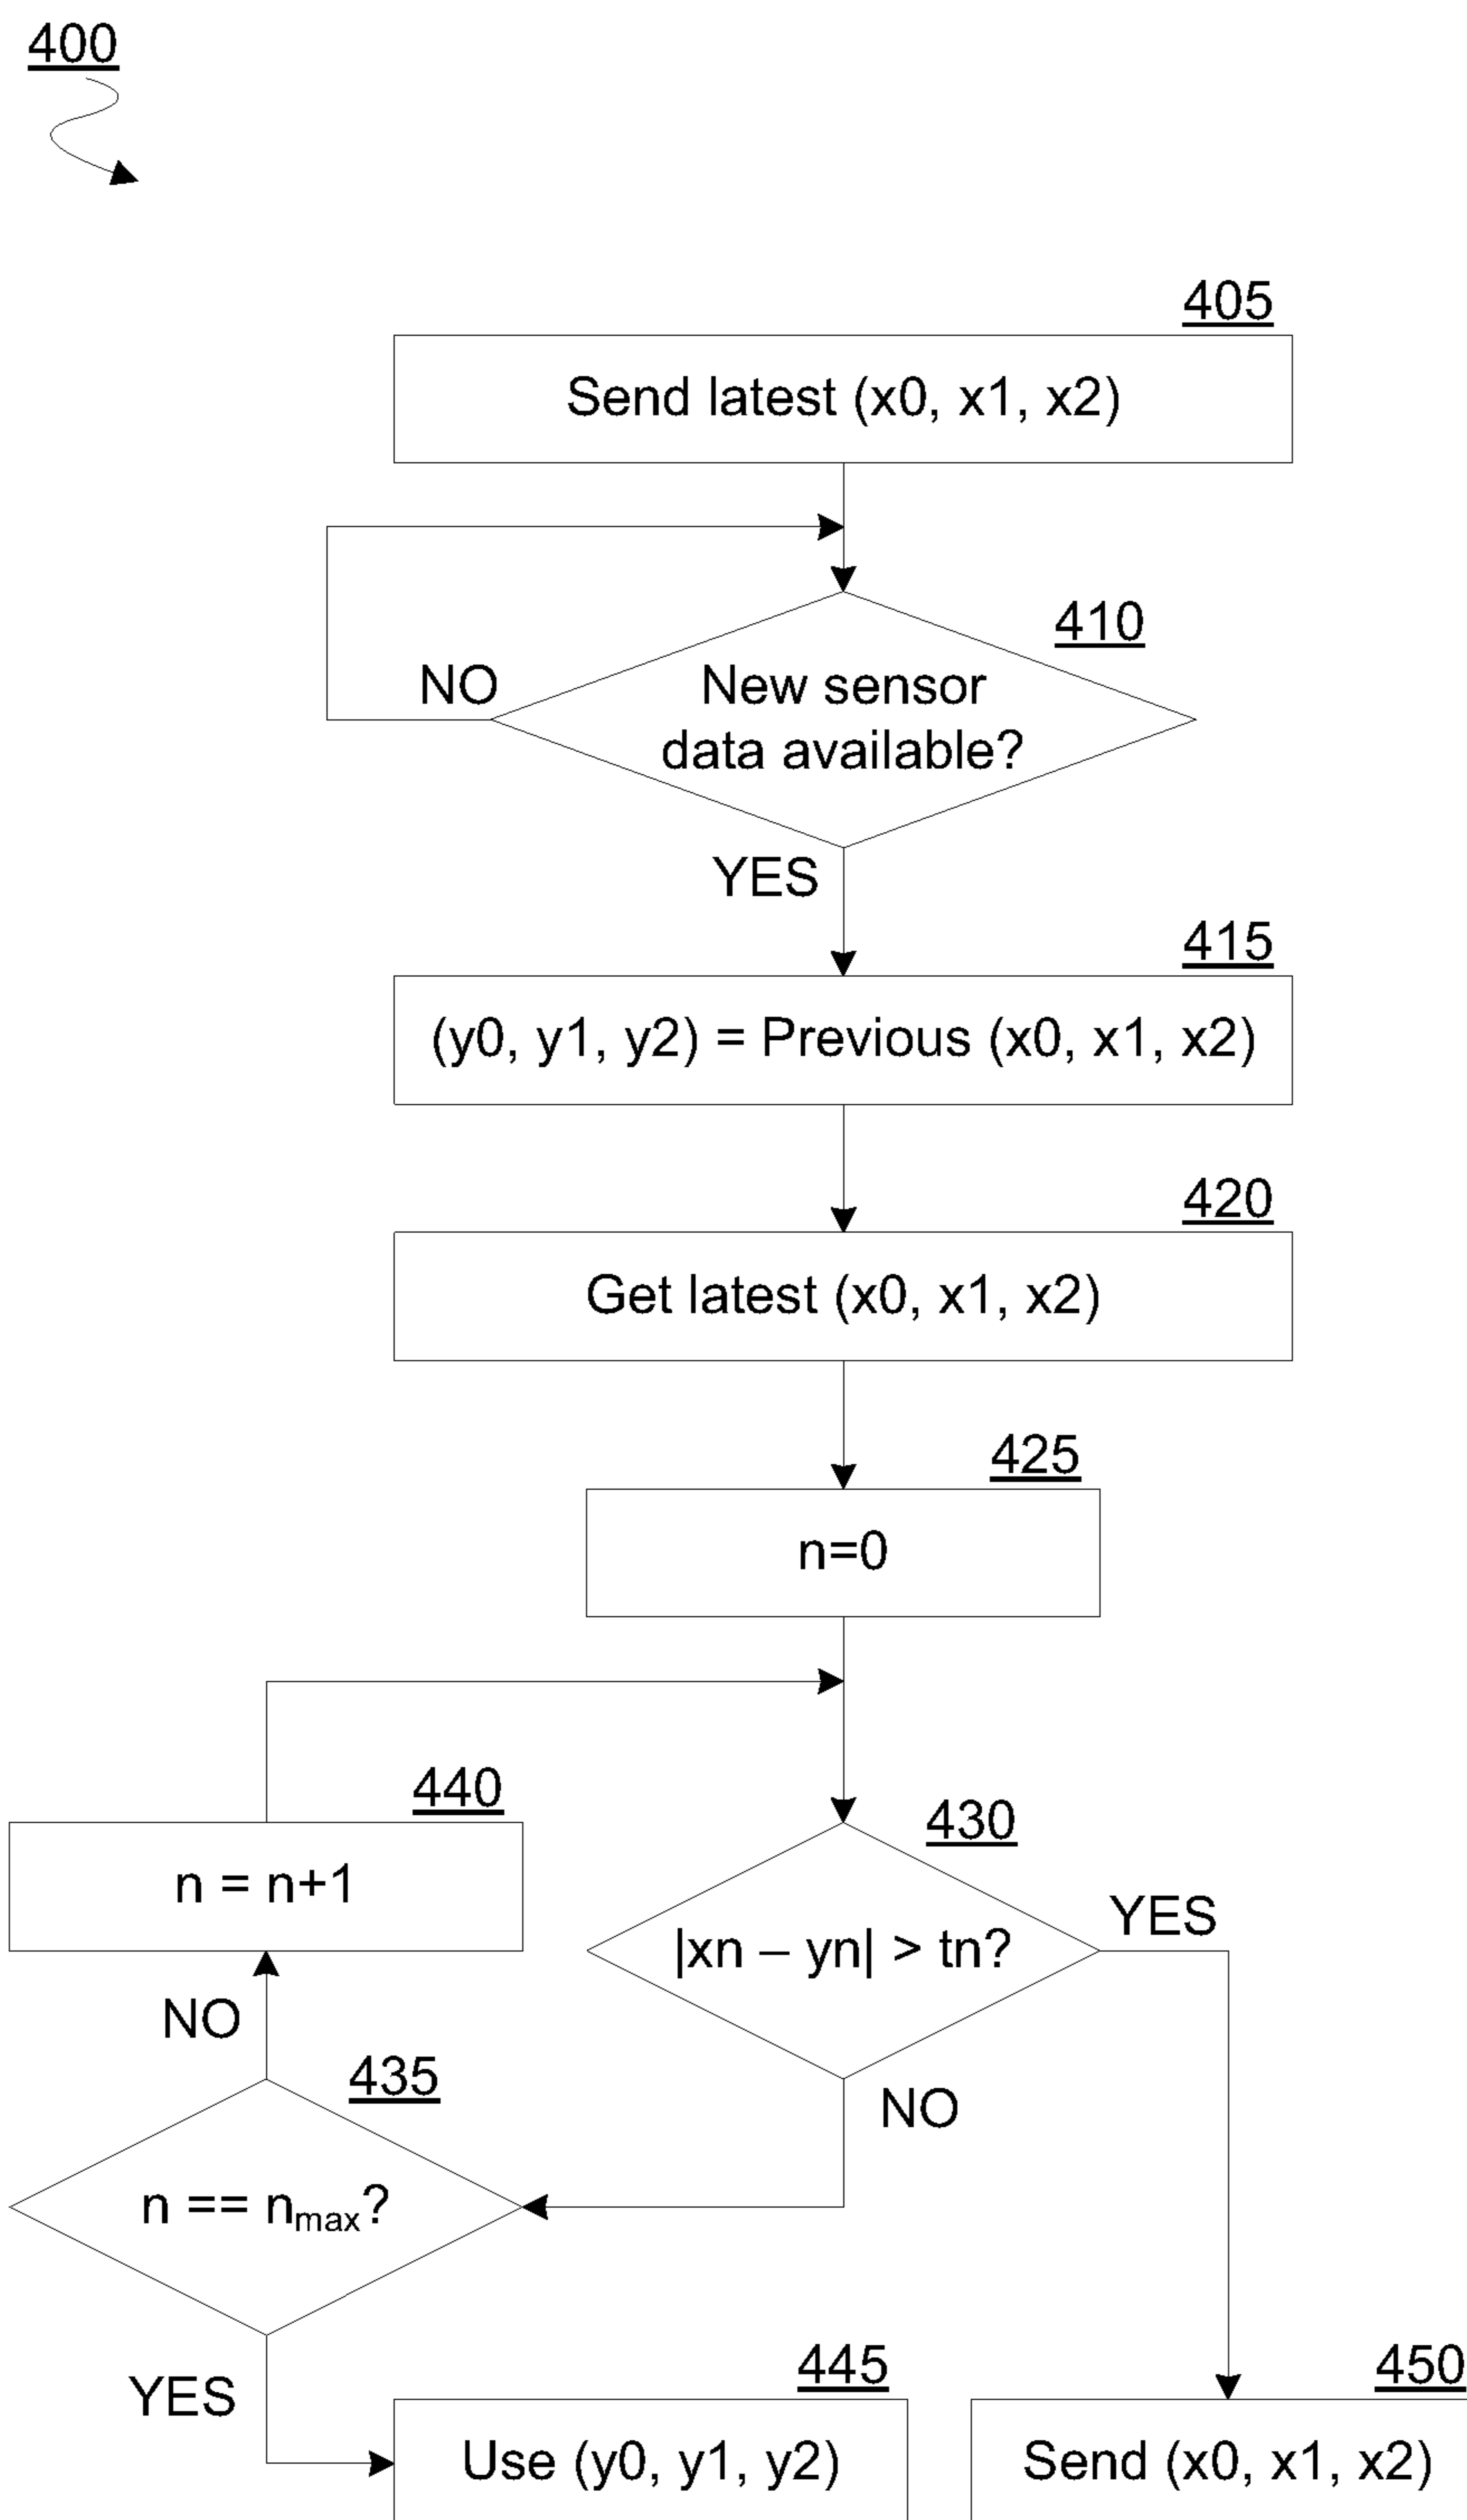 400
405
Send latest (x0, x1, x2)
410
NO
New sensor
data available?
YES
415
(y0, y1, y2) = Previous (x0, x1, x2)
420
Get latest (x0, x1, x2)
425
n=0
440
n = n+1
430
|xn – yn| > tn?
YES
NO
435
NO
n == nmax?
YES
445
Use (y0, y1, y2)
450
Send (x0, x1, x2)